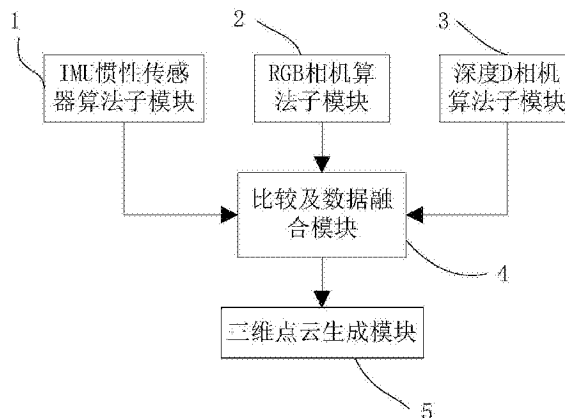 1
2
3
IMU惯性传感
器算法子模块
RGB相机算
法子模块
深度D相机
算法子模块
比较及数据融
合模块
4
三维点云生成模块
5